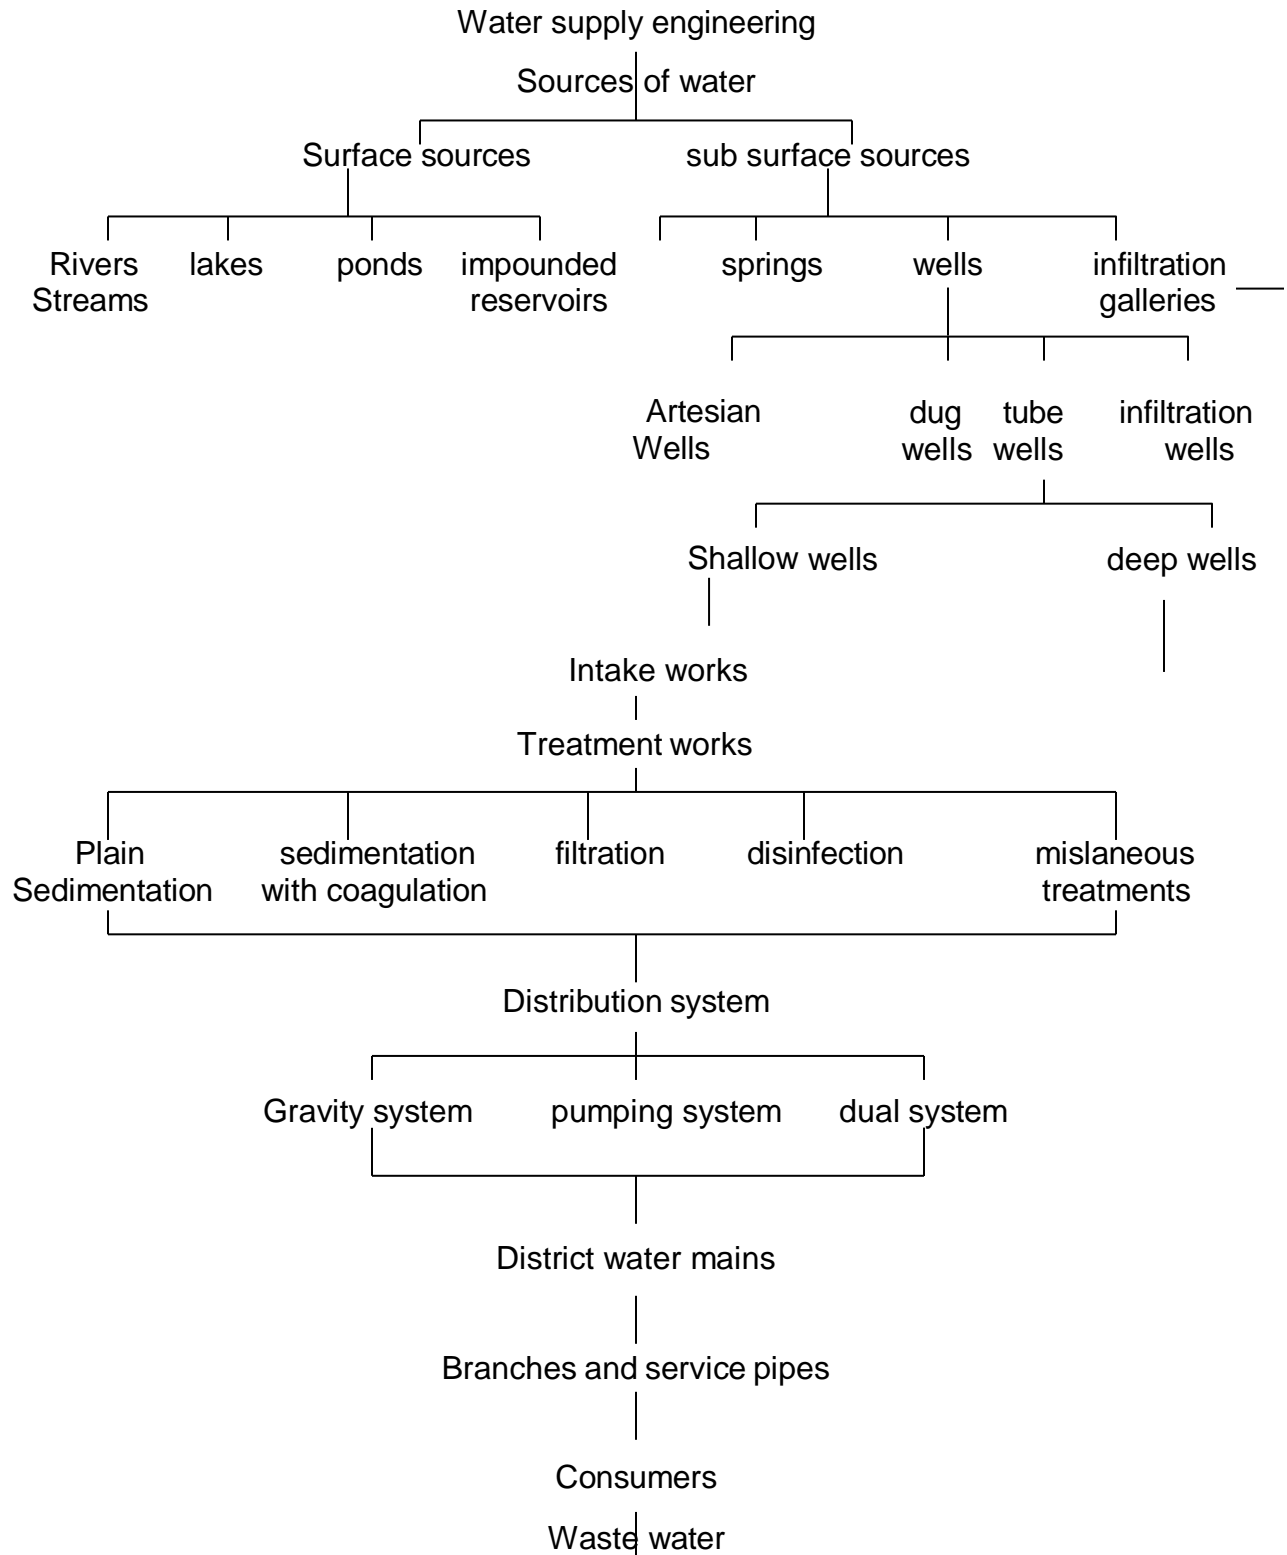 Water supply engineering
Sources of water
Surface sources sub surface sources
Rivers lakes ponds impounded springs wells infiltration
Streams reservoirs galleries
Artesian dug tube infiltration
Wells wells wells wells
Shallow wells deep wells
Intake works
Treatment works
Plain sedimentation filtration disinfection mislaneous
Sedimentation with coagulation treatments
Distribution system
Gravity system pumping system dual system
District water mains
Branches and service pipes
Consumers
Waste water